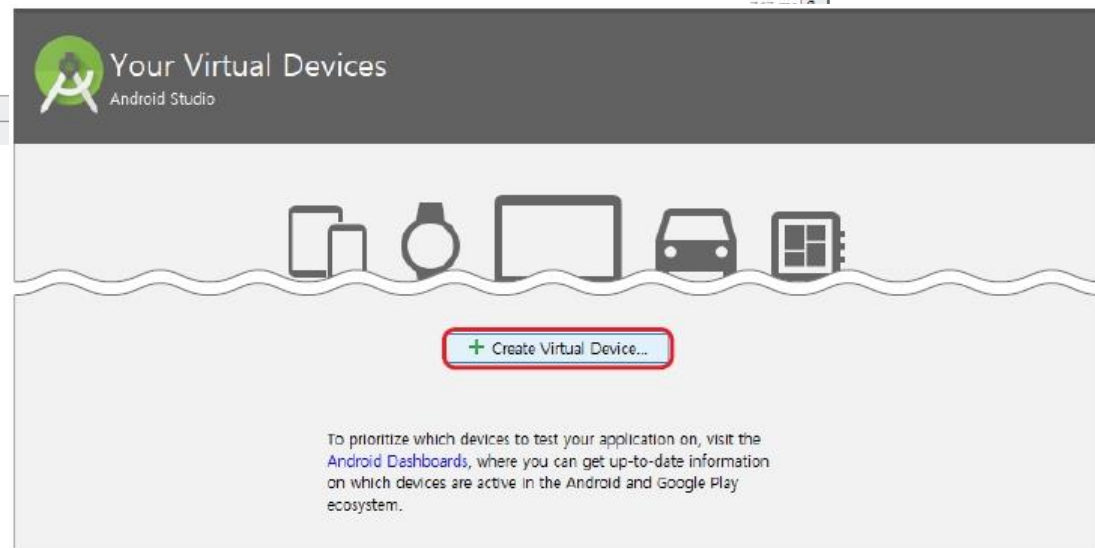 Your Virtual Devices
Android Studio
+ Create Virtual Device...
To prioritize which devices to test your application on, visit the
Android Dashboards, where you can get up-to-date information
on which devices are active in the Android and Google Play
ecosystem.